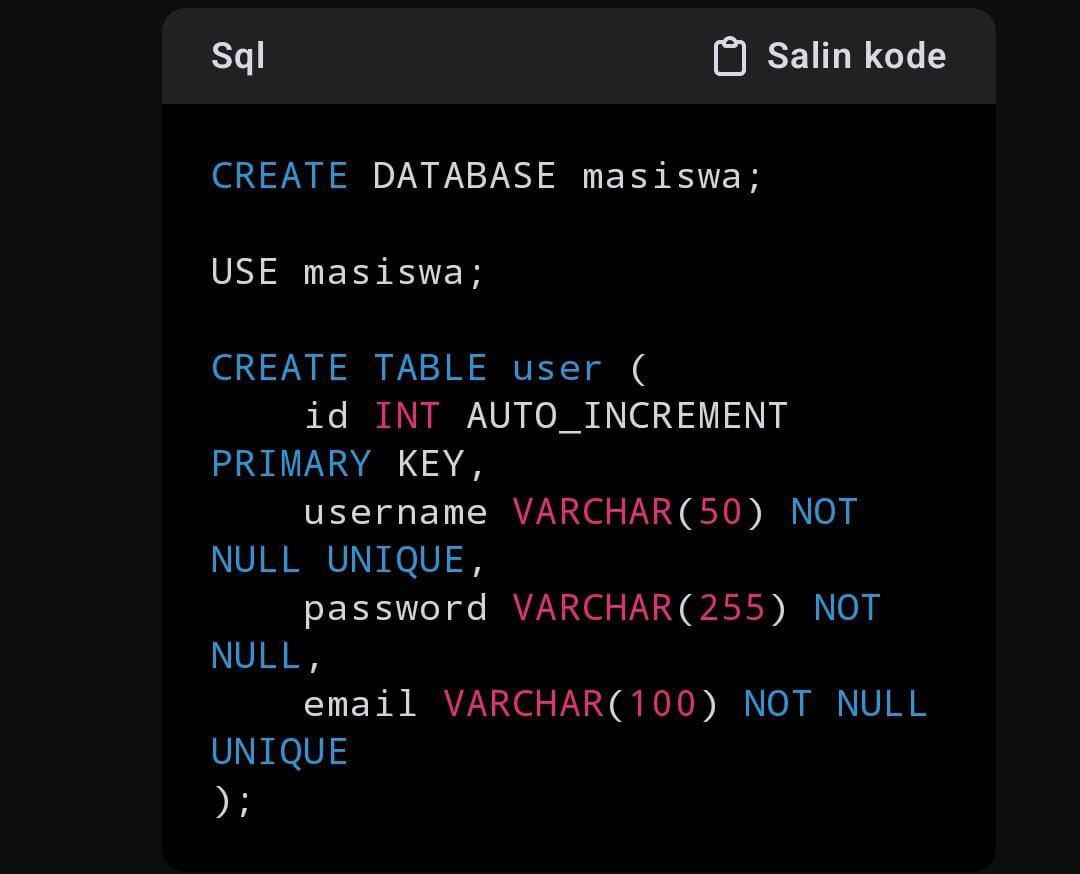 Sql
Salin kode
CREATE DATABASE masiswa;
USE masiswa;
CREATE TABLE user (
    id INT AUTO_INCREMENT
PRIMARY KEY,
    username VARCHAR(50) NOT
NULL UNIQUE,
    password VARCHAR(255) NOT
NULL,
    email VARCHAR(100) NOT NULL
UNIQUE
);